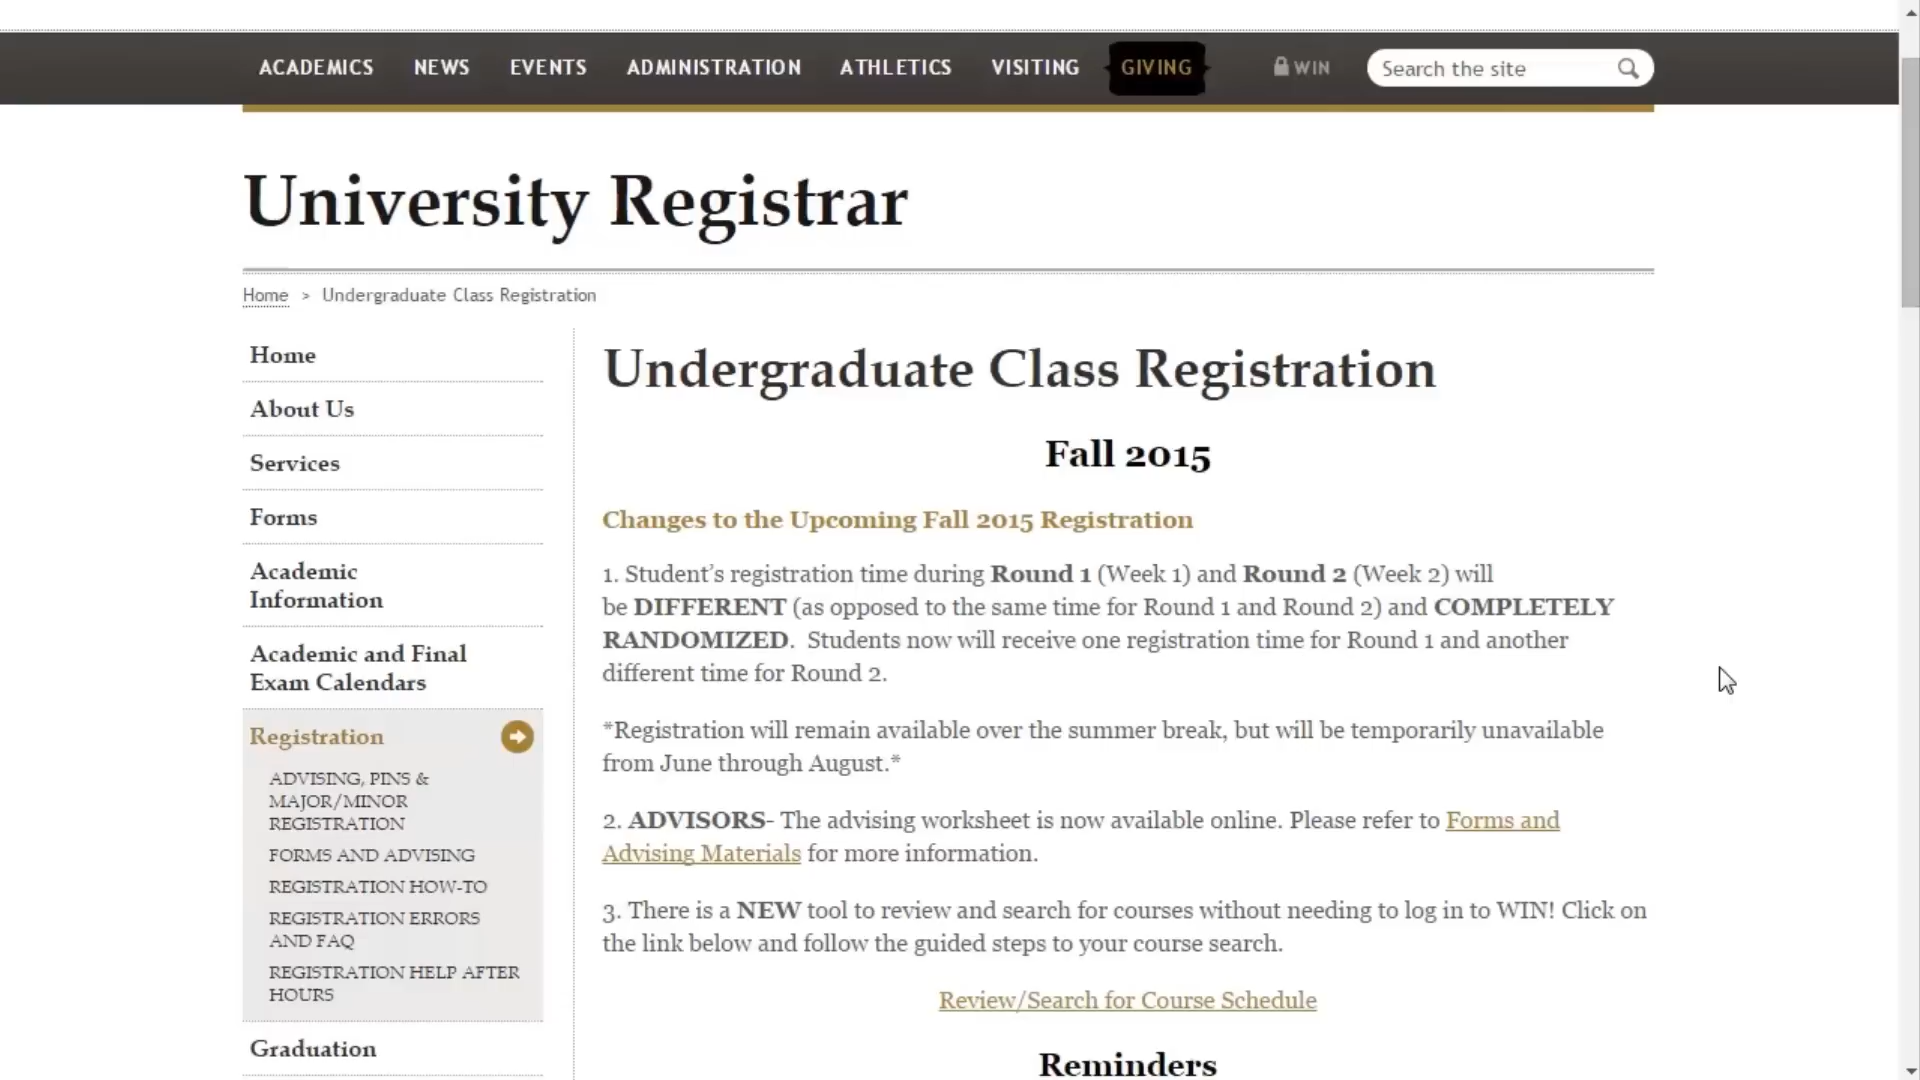 ACADEMICS NEWS EVENTS ADMINISTRATION ATHLETICS VISITING GIVING WIN Search the site
University Registrar
Home > Undergraduate Class Registration
Home
About Us
Services
Forms
Academic
Information
Academic and Final
Exam Calendars
Registration
ADVISING, PINS &
MAJOR/MINOR
REGISTRATION
FORMS AND ADVISING
REGISTRATION HOW-TO
REGISTRATION ERRORS
AND FAQ
REGISTRATION HELP AFTER
HOURS
Graduation
Undergraduate Class Registration
Fall 2015
Changes to the Upcoming Fall 2015 Registration
1. Student's registration time during Round 1 (Week 1) and Round 2 (Week 2) will
be DIFFERENT (as opposed to the same time for Round 1 and Round 2) and COMPLETELY
RANDOMIZED.  Students now will receive one registration time for Round 1 and another
different time for Round 2.
*Registration will remain available over the summer break, but will be temporarily unavailable
from June through August.*
2. ADVISORS- The advising worksheet is now available online. Please refer to Forms and
Advising Materials for more information.
3. There is a NEW tool to review and search for courses without needing to log in to WIN! Click on
the link below and follow the guided steps to your course search.
Review/Search for Course Schedule
Reminders